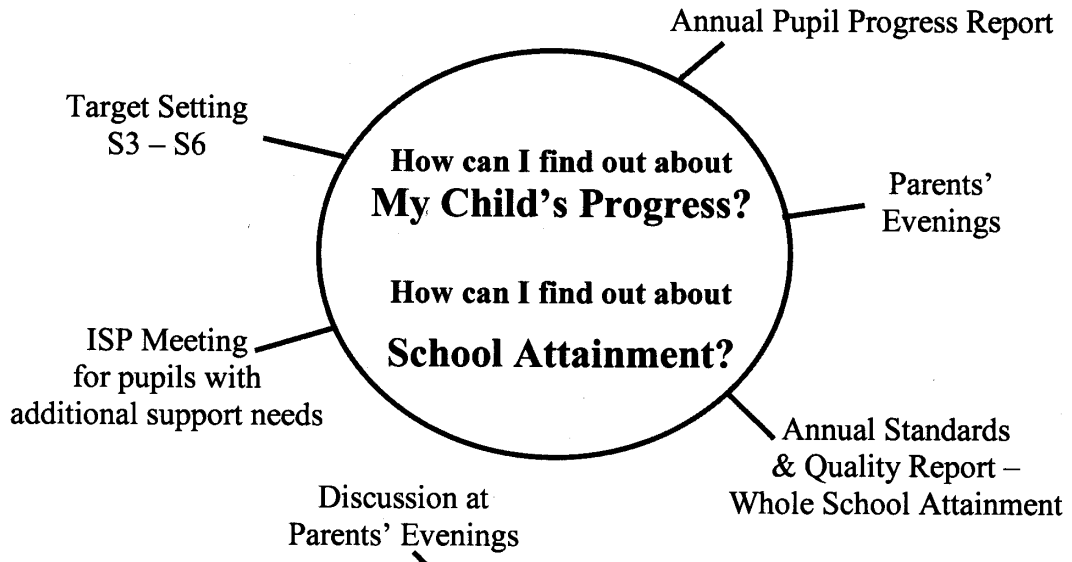 Annual Pupil Progress Report
Target Setting
S3 – S6
How can I find out about
My Child's Progress?
Parents'
Evenings
How can I find out about
School Attainment?
ISP Meeting
for pupils with
additional support needs
Annual Standards
& Quality Report –
Whole School Attainment
Discussion at
Parents' Evenings